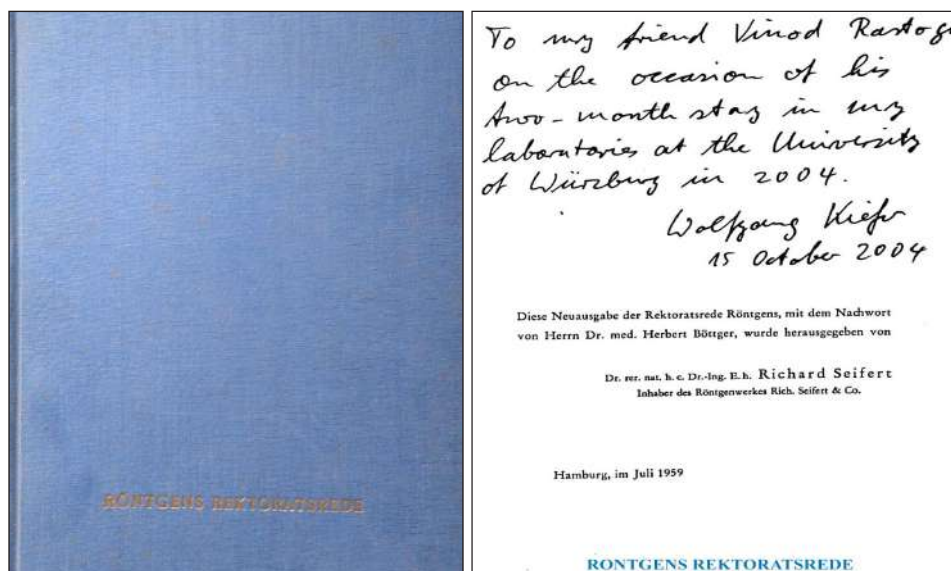 RÖNTGENS REKTORATSREDE
To my friend Vinod Rastog
on the occasion of his
two-month stay in my
laboratories at the University
of Würzburg in 2004.
Wolfgang Kiefer
15 October 2004
Diese Neuausgabe der Rektoratsrede Röntgens, mit dem Nachwort
von Herrn Dr. med. Herbert Böttger, wurde herausgegeben von
Dr. rer. nat. h. c. Dr.-Ing. E. h. Richard Seifert
Inhaber des Röntgenwerkes Rich. Seifert & Co.
Hamburg, im Juli 1959
RONTGENS REKTORATSREDE